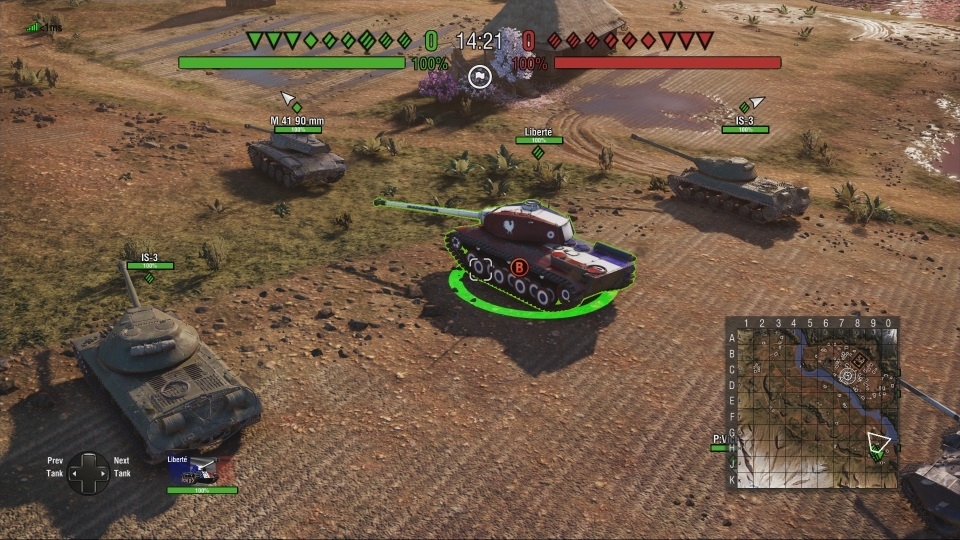 1ms
0 14:21 0
100% 100%
M 41 90 mm
100%
Liberté
100%
IS-3
100%
IS-3
100%
B
1 2 3 4 5 6 7 8 9 0
A
B
C
D
E
F
G
H
J
K
Prev
Tank
Next
Tank
Liberté
100%